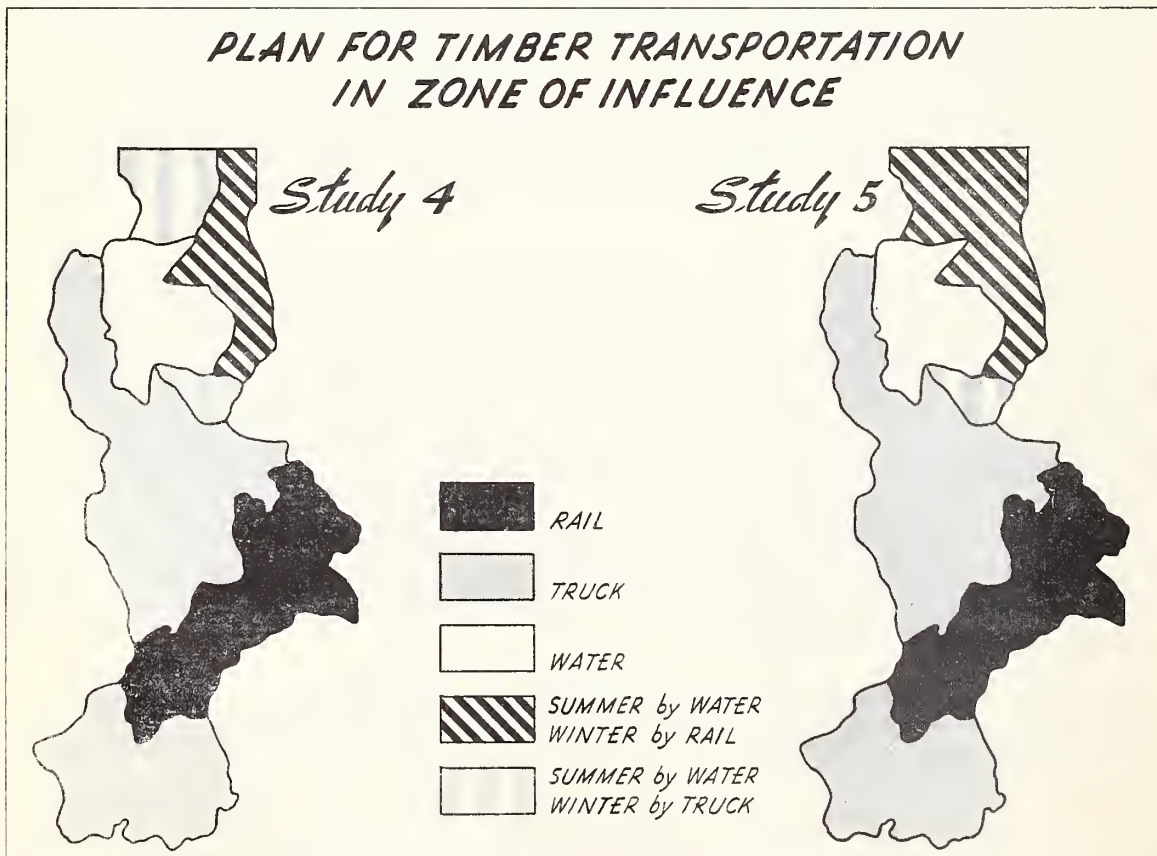 PLAN FOR TIMBER TRANSPORTATION
IN ZONE OF INFLUENCE
Study 4
Study 5
RAIL
TRUCK
WATER
SUMMER by WATER
WINTER by RAIL
SUMMER by WATER
WINTER by TRUCK